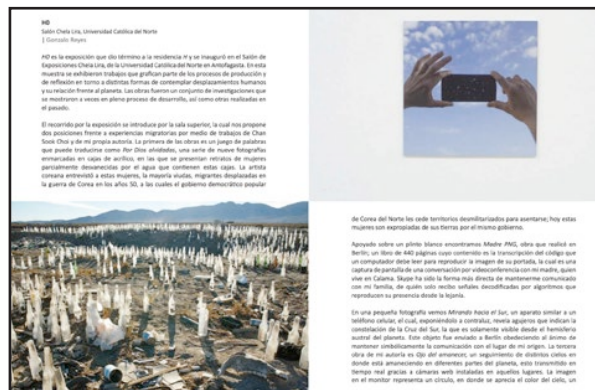 H0
Salón Chela Lira, Universidad Católica del Norte
| Gonzalo Reyes
H0 es la exposición que dio término a la residencia H y se inauguró en el Salón de
Exposiciones Chela Lira, de la Universidad Católica del Norte en Antofagasta. En esta
muestra se exhibieron trabajos que grafican parte de los procesos de producción y
de reflexión en torno a distintas formas de contemplar desplazamientos humanos
y su relación frente al planeta. Las obras fueron un conjunto de investigaciones que
se mostraron a veces en pleno proceso de desarrollo, así como otras realizadas en
el pasado.
El recorrido por la exposición se introduce por la sala superior, la cual nos propone
dos posiciones frente a experiencias migratorias por medio de trabajos de Chan
Sook Choi y de mi propia autoría. La primera de las obras es un juego de palabras
que puede traducirse como Por Dios olvidados, una serie de nueve fotografías
enmarcadas en cajas de acrílico, en las que se presentan retratos de mujeres
parcialmente desvanecidas por el agua que contienen estas cajas. La artista
coreana entrevistó a estas mujeres, la mayoría viudas, migrantes desplazadas en
la guerra de Corea en los años 50, a las cuales el gobierno democrático popular
de Corea del Norte les cede territorios desmilitarizados para asentarse; hoy estas
mujeres son expropiadas de sus tierras por el mismo gobierno.
Apoyado sobre un plinto blanco encontramos Madre PNG, obra que realicé en
Berlín; un libro de 440 páginas cuyo contenido es la transcripción del código que
un computador debe leer para reproducir la imagen de su portada, la cual es una
captura de pantalla de una conversación por videoconferencia con mi madre, quien
vive en Calama. Skype ha sido la forma más directa de mantenerme comunicado
con mi familia, de quién solo recibo señales decodificadas por algoritmos que
reproducen su presencia desde la lejanía.
En una pequeña fotografía vemos Mirando hacia el Sur, un aparato similar a un
teléfono celular, el cual, exponiéndolo a contraluz, revela agujeros que indican la
constelación de la Cruz del Sur, la que es solamente visible desde el hemisferio
austral del planeta. Este objeto fue enviado a Berlín obedeciendo al ánimo de
mantener simbólicamente la comunicación con el lugar de mi origen. La tercera
obra de mi autoría es Ojo del amanecer, un seguimiento de distintos cielos en
donde está amaneciendo en diferentes partes del planeta, esto transmitido en
tiempo real gracias a cámaras web instaladas en aquellos lugares. La imagen
en el monitor representa un círculo, en donde se aprecia el color del cielo, un